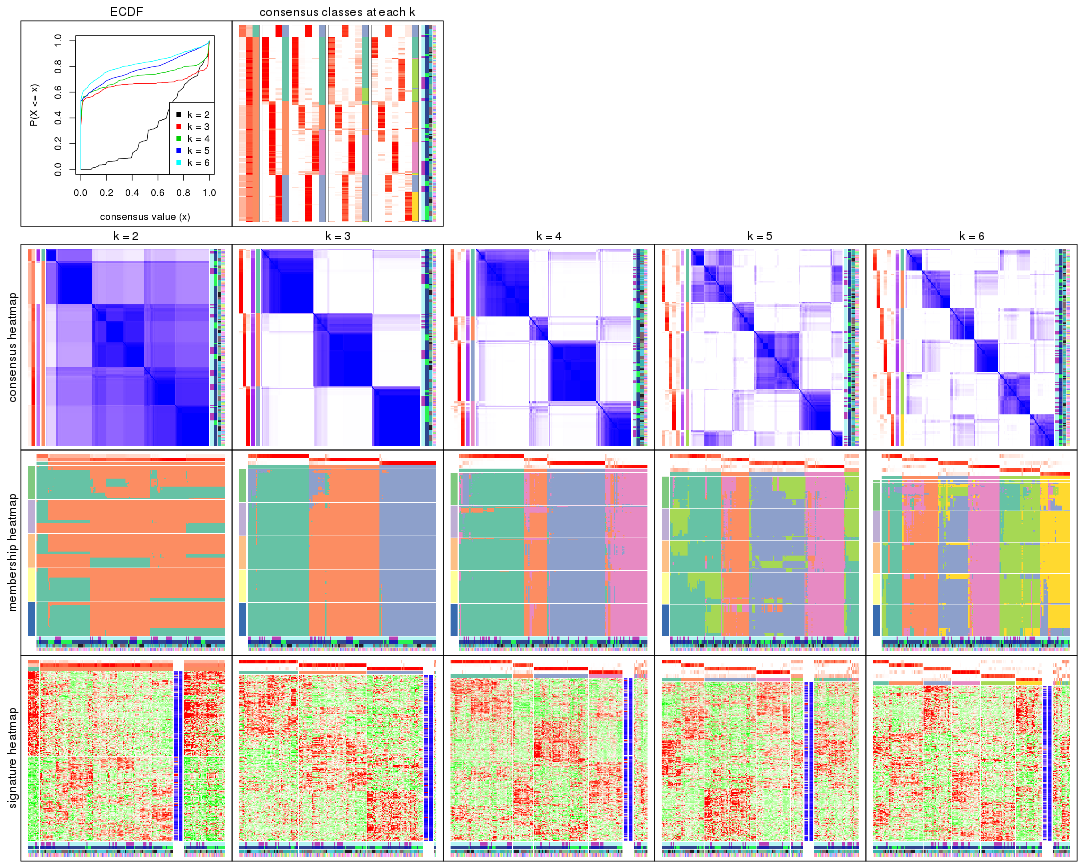 ECDF
consensus classes at each k
P(X <= x)
0.0 0.2 0.4 0.6 0.8 1.0
k = 2
k = 3
k = 4
k = 5
k = 6
0.0 0.2 0.4 0.6 0.8 1.0
consensus value (x)
k = 2
k = 3
k = 4
k = 5
k = 6
consensus heatmap
membership heatmap
signature heatmap